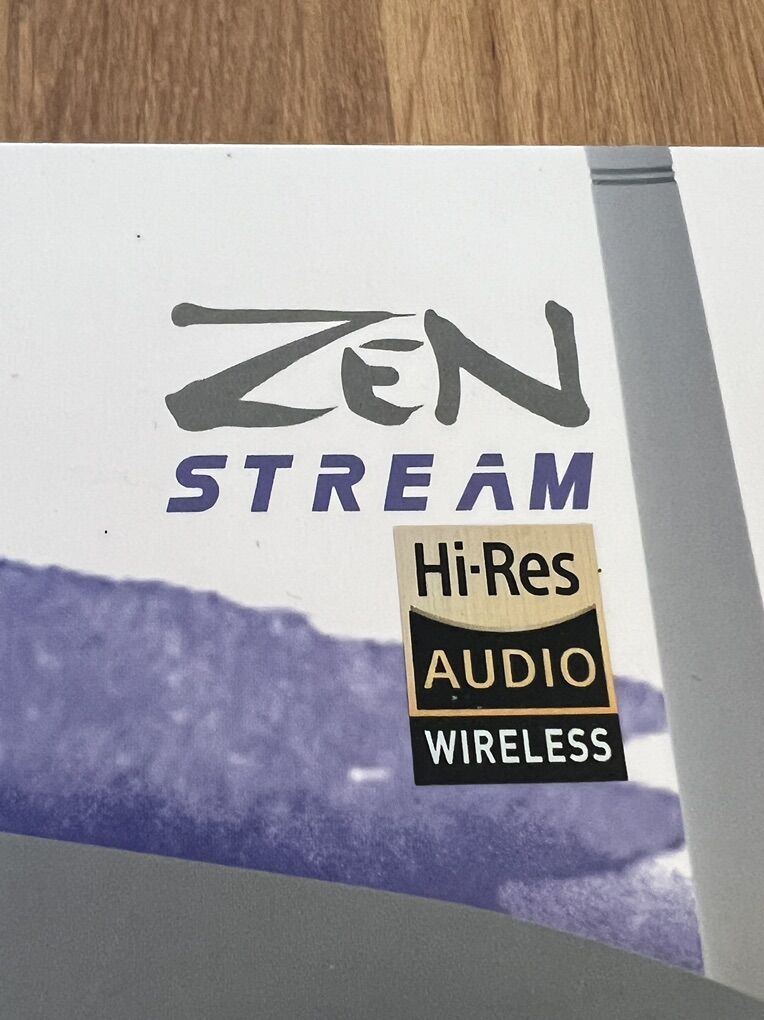 ZEN
STREAM
Hi-Res
AUDIO
WIRELESS